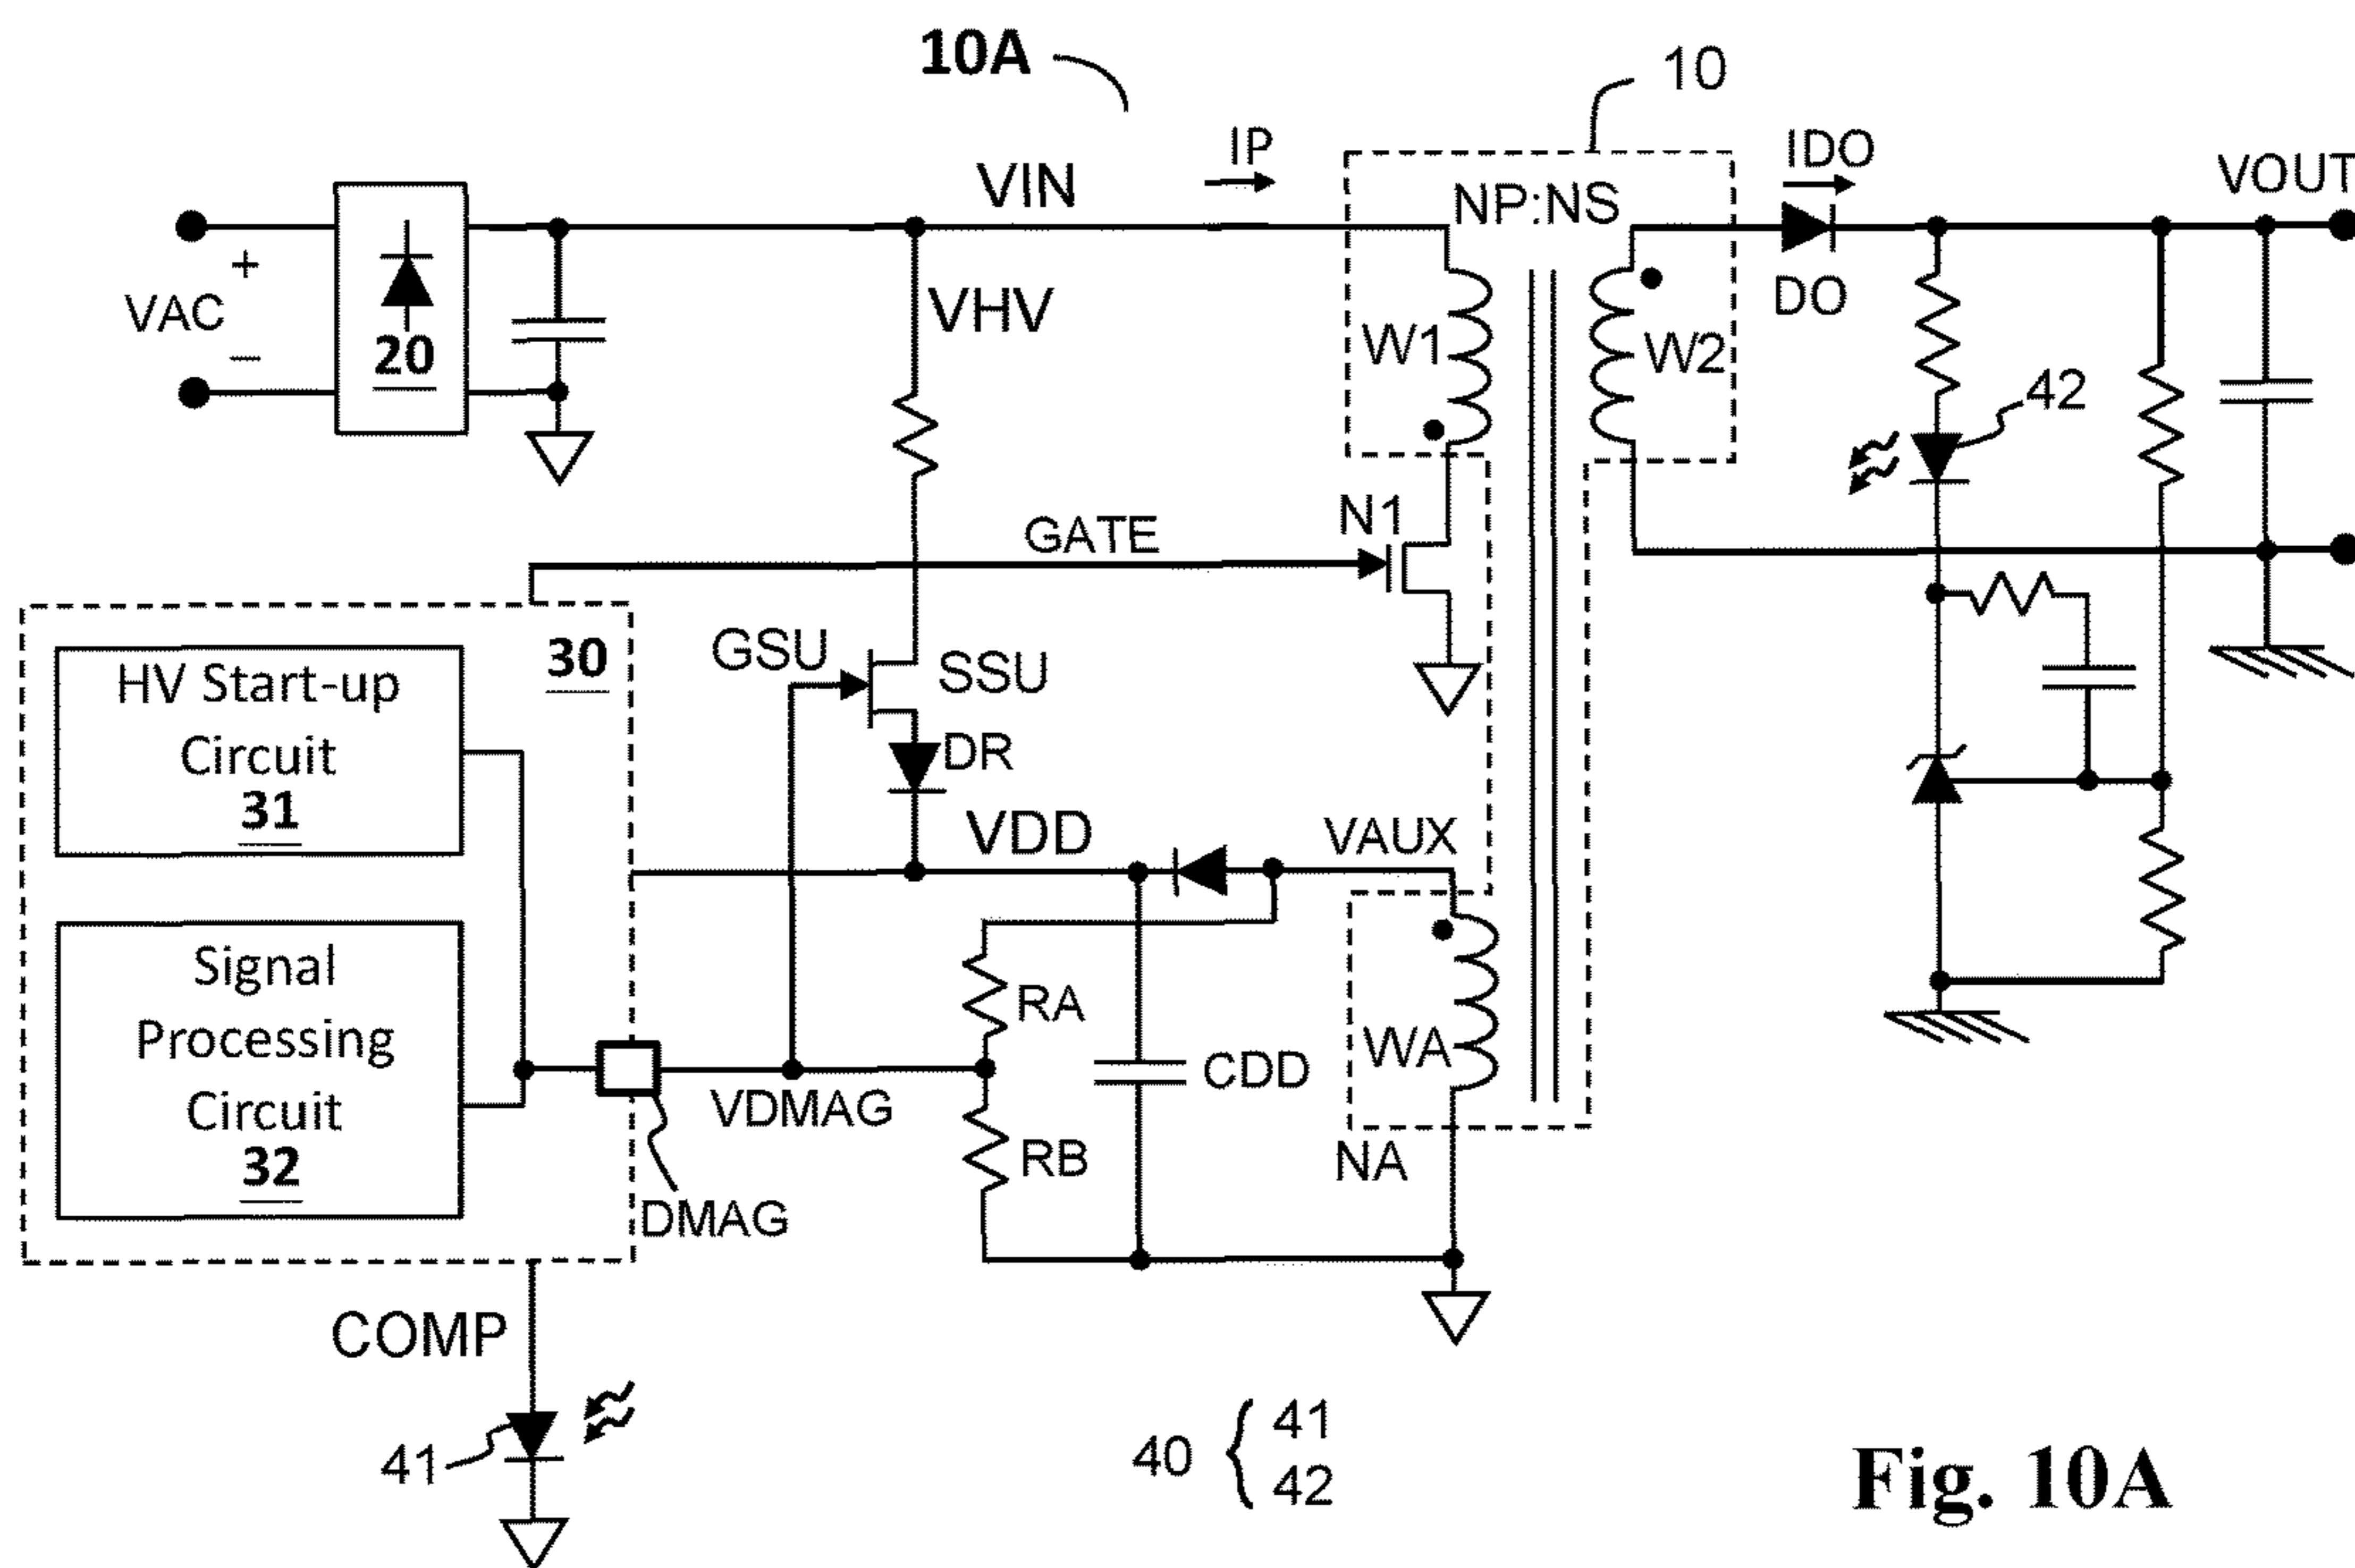 10A
10
IP
IDO
VOUT
VIN
NP:NS
+
VAC
–
20
VHV
W1
W2
DO
42
N1
GATE
HV Start-up
Circuit
31
30
GSU
SSU
DR
VDD
VAUX
Signal
Processing
Circuit
32
RA
CDD
WA
VDMAG
RB
NA
DMAG
COMP
41
40 { 41
42
Fig. 10A